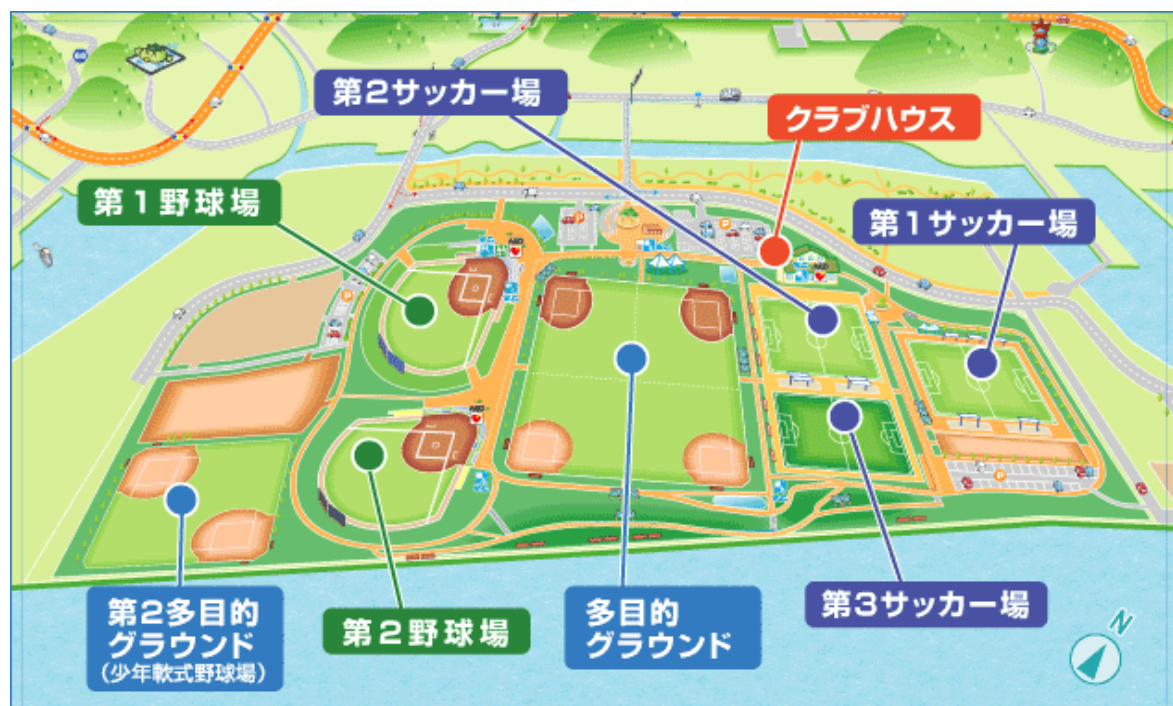 第2サッカー場
クラブハウス
第1野球場
第1サッカー場
P
P
P
AED
AED
AED
P
第2多目的
グラウンド
(少年軟式野球場)
第2野球場
多目的
グラウンド
第3サッカー場
N